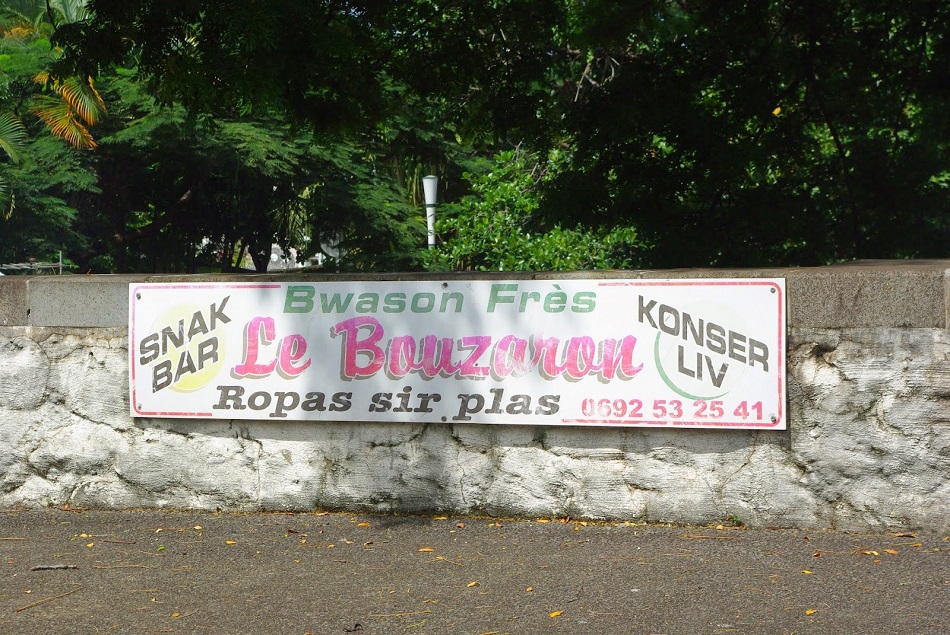 Bwason Frès
SNAK
BAR
Le Bouzaron
KONSER
LIV
Ropas sir plas
0692 53 25 41